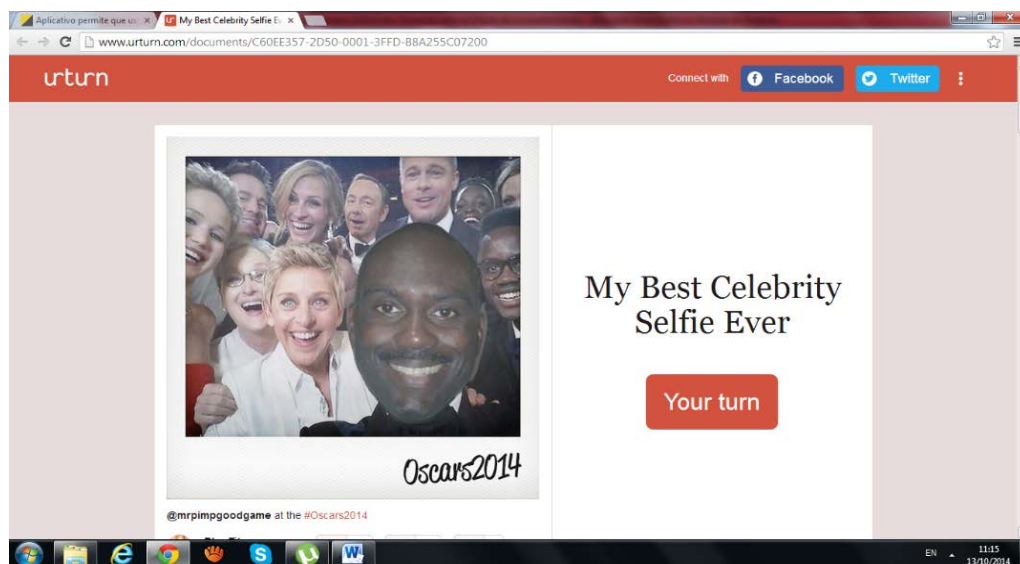 Aplicativo permite que us
My Best Celebrity Selfie E
www.urturn.com/documents/C60EE357-2D50-0001-3FFD-B8A255C07200
urturn
Connect with
Facebook
Twitter
My Best Celebrity
Selfie Ever
Your turn
Oscars2014
@mrpimpgoodgame at the #Oscars2014
EN
11:15
13/10/2014